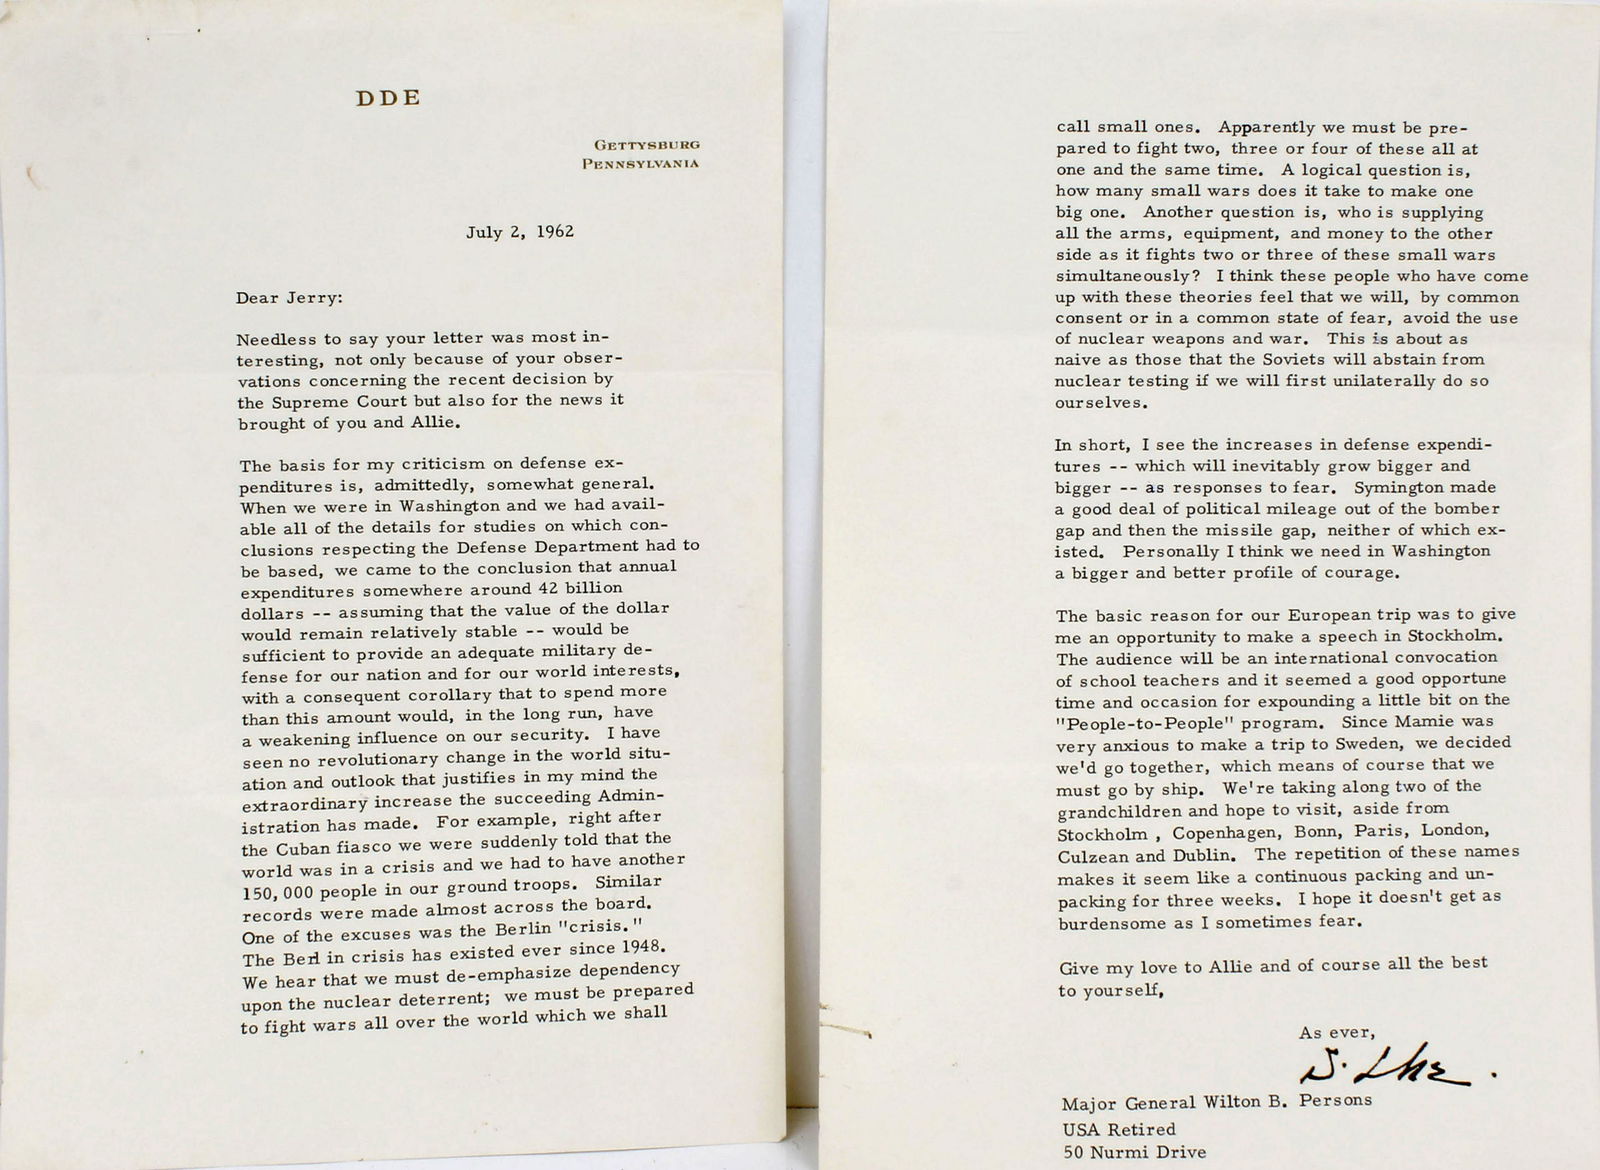 DDE
GETTYSBURG
PENNSYLVANIA
July 2, 1962
Dear Jerry:
Needless to say your letter was most in-
teresting, not only because of your obser-
vations concerning the recent decision by
the Supreme Court but also for the news it
brought of you and Allie.
The basis for my criticism on defense ex-
penditures is, admittedly, somewhat general.
When we were in Washington and we had avail-
able all of the details for studies on which con-
clusions respecting the Defense Department had to
be based, we came to the conclusion that annual
expenditures somewhere around 42 billion
dollars -- assuming that the value of the dollar
would remain relatively stable -- would be
sufficient to provide an adequate military de-
fense for our nation and for our world interests,
with a consequent corollary that to spend more
than this amount would, in the long run, have
a weakening influence on our security. I have
seen no revolutionary change in the world situ-
ation and outlook that justifies in my mind the
extraordinary increase the succeeding Admin-
istration has made. For example, right after
the Cuban fiasco we were suddenly told that the
world was in a crisis and we had to have another
150,000 people in our ground troops. Similar
records were made almost across the board.
One of the excuses was the Berlin "crisis."
The Berl in crisis has existed ever since 1948.
We hear that we must de-emphasize dependency
upon the nuclear deterrent; we must be prepared
to fight wars all over the world which we shall
call small ones. Apparently we must be pre-
pared to fight two, three or four of these all at
one and the same time. A logical question is,
how many small wars does it take to make one
big one. Another question is, who is supplying
all the arms, equipment, and money to the other
side as it fights two or three of these small wars
simultaneously? I think these people who have come
up with these theories feel that we will, by common
consent or in a common state of fear, avoid the use
of nuclear weapons and war. This is about as
naive as those that the Soviets will abstain from
nuclear testing if we will first unilaterally do so
ourselves.
In short, I see the increases in defense expendi-
tures -- which will inevitably grow bigger and
bigger -- as responses to fear. Symington made
a good deal of political mileage out of the bomber
gap and then the missile gap, neither of which ex-
isted. Personally I think we need in Washington
a bigger and better profile of courage.
The basic reason for our European trip was to give
me an opportunity to make a speech in Stockholm.
The audience will be an international convocation
of school teachers and it seemed a good opportune
time and occasion for expounding a little bit on the
"People-to-People" program. Since Mamie was
very anxious to make a trip to Sweden, we decided
we'd go together, which means of course that we
must go by ship. We're taking along two of the
grandchildren and hope to visit, aside from
Stockholm , Copenhagen, Bonn, Paris, London,
Culzean and Dublin. The repetition of these names
makes it seem like a continuous packing and un-
packing for three weeks. I hope it doesn't get as
burdensome as I sometimes fear.
Give my love to Allie and of course all the best
to yourself,
As ever,
D. Ike.
Major General Wilton B. Persons
USA Retired
50 Nurmi Drive